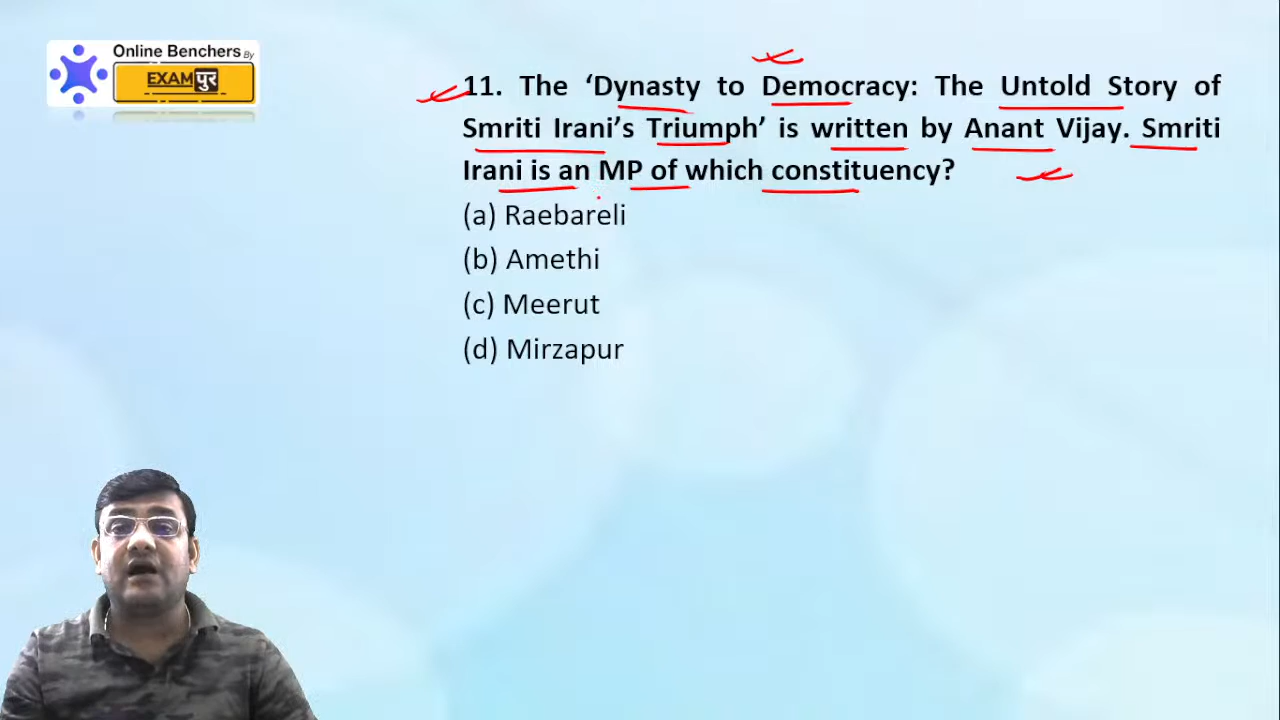 Online Benchers By
EXAMपुर
11. The ‘Dynasty to Democracy: The Untold Story of
Smriti Irani’s Triumph’ is written by Anant Vijay. Smriti
Irani is an MP of which constituency?
(a) Raebareli
(b) Amethi
(c) Meerut
(d) Mirzapur